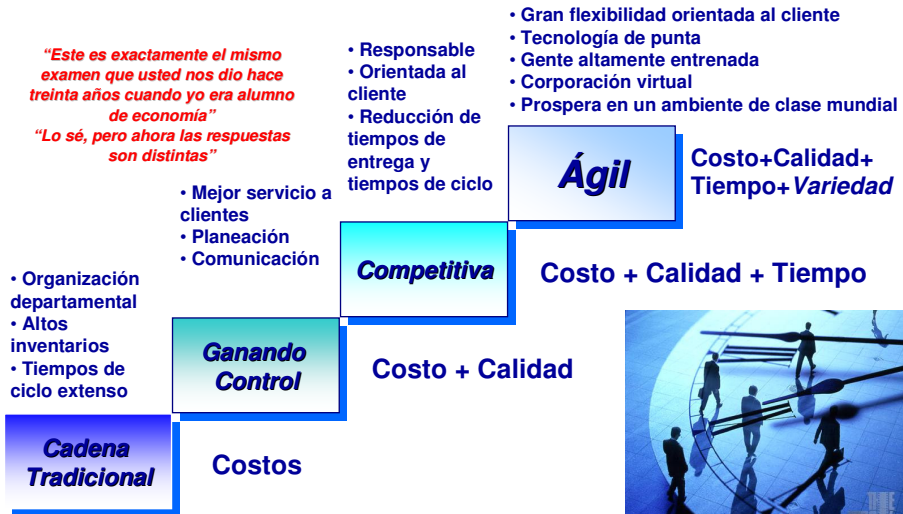 “Este es exactamente el mismo
examen que usted nos dio hace
treinta años cuando yo era alumno
de economía”
“Lo sé, pero ahora las respuestas
son distintas”
• Gran flexibilidad orientada al cliente
• Tecnología de punta
• Gente altamente entrenada
• Corporación virtual
• Prospera en un ambiente de clase mundial
Ágil
Costo+Calidad+
Tiempo+Variedad
• Responsable
• Orientada al
cliente
• Reducción de
tiempos de
entrega y
tiempos de ciclo
Competitiva
Costo + Calidad + Tiempo
• Mejor servicio a
clientes
• Planeación
• Comunicación
Ganando
Control
Costo + Calidad
• Organización
departamental
• Altos
inventarios
• Tiempos de
ciclo extenso
Cadena
Tradicional
Costos